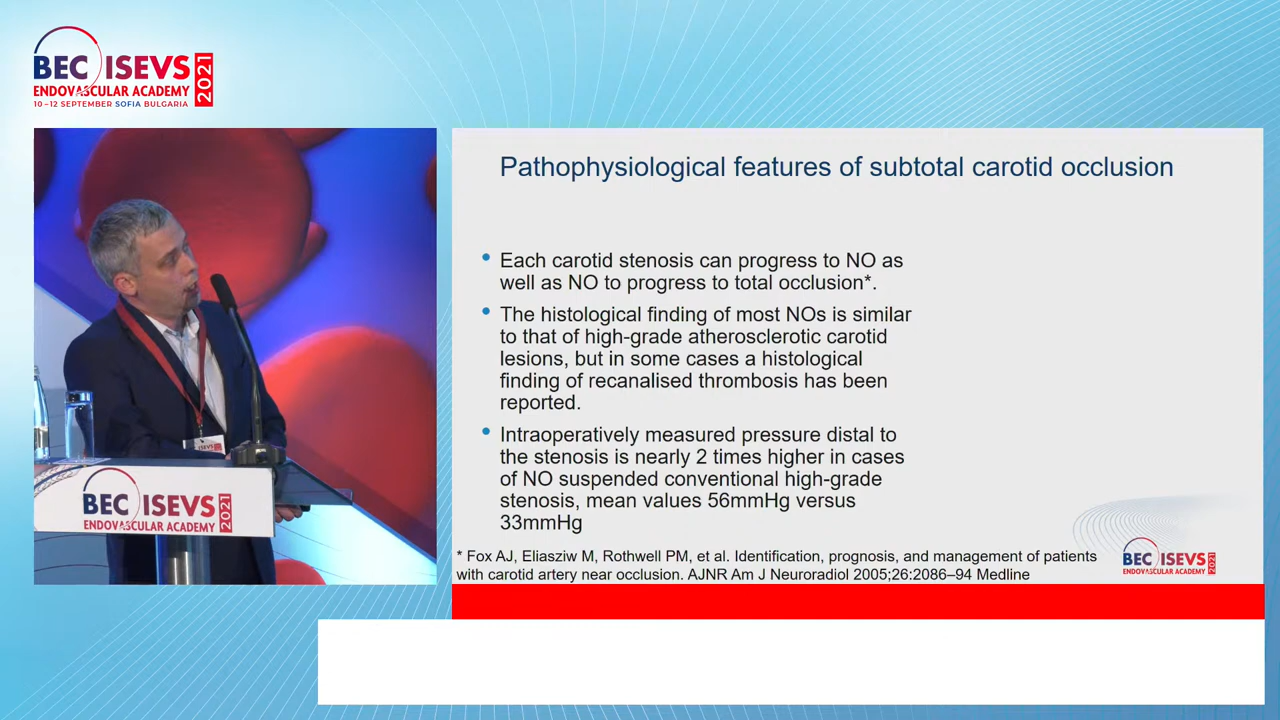 BEC ISEVS 2021
ENDOVASCULAR ACADEMY
10–12 SEPTEMBER SOFIA BULGARIA
Pathophysiological features of subtotal carotid occlusion
• Each carotid stenosis can progress to NO as
well as NO to progress to total occlusion*.
• The histological finding of most NOs is similar
to that of high-grade atherosclerotic carotid
lesions, but in some cases a histological
finding of recanalised thrombosis has been
reported.
• Intraoperatively measured pressure distal to
the stenosis is nearly 2 times higher in cases
of NO suspended conventional high-grade
stenosis, mean values 56mmHg versus
33mmHg
* Fox AJ, Eliasziw M, Rothwell PM, et al. Identification, prognosis, and management of patients
with carotid artery near occlusion. AJNR Am J Neuroradiol 2005;26:2086–94 Medline
BEC ISEVS 2021
ENDOVASCULAR ACADEMY
ISEVS
BEC ISEVS 2021
ENDOVASCULAR ACADEMY